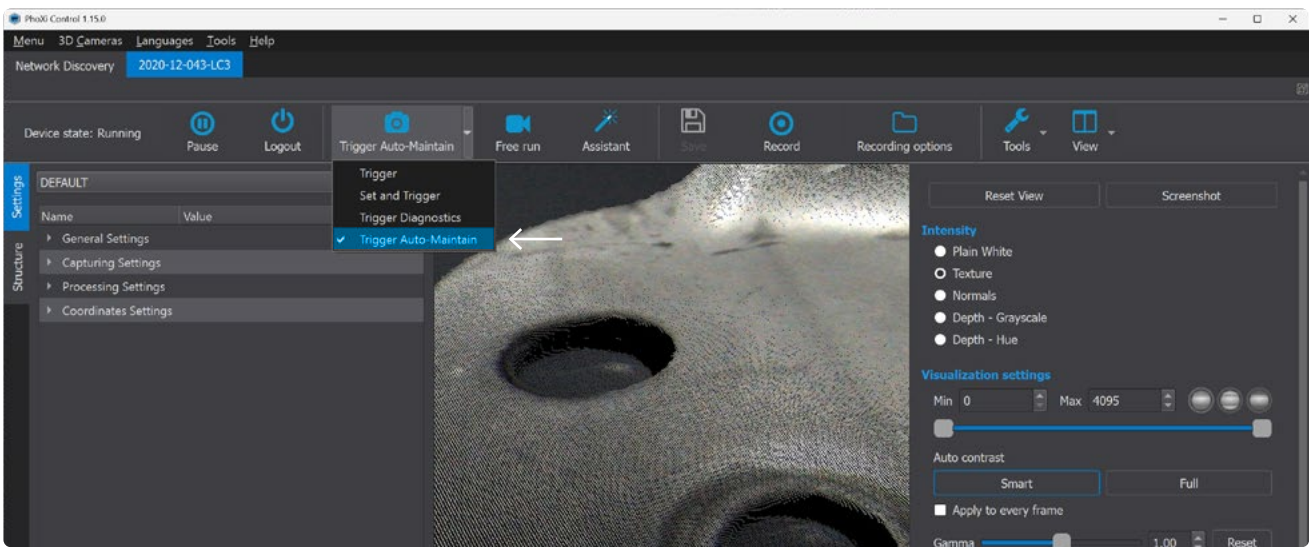 PhoXi Control 1.15.0
Menu 3D Cameras Languages Tools Help
Network Discovery 2020-12-043-LC3
Device state: Running Pause Logout Trigger Auto-Maintain Free run Assistant Save Record Recording options Tools View
Settings
Structure
DEFAULT
Name Value
General Settings
Capturing Settings
Processing Settings
Coordinates Settings
Trigger
Set and Trigger
Trigger Diagnostics
Trigger Auto-Maintain
Reset View Screenshot
Intensity
Plain White
Texture
Normals
Depth - Grayscale
Depth - Hue
Visualization settings
Min 0 Max 4095
Auto contrast
Smart Full
Apply to every frame
Gamma 1.00 Reset